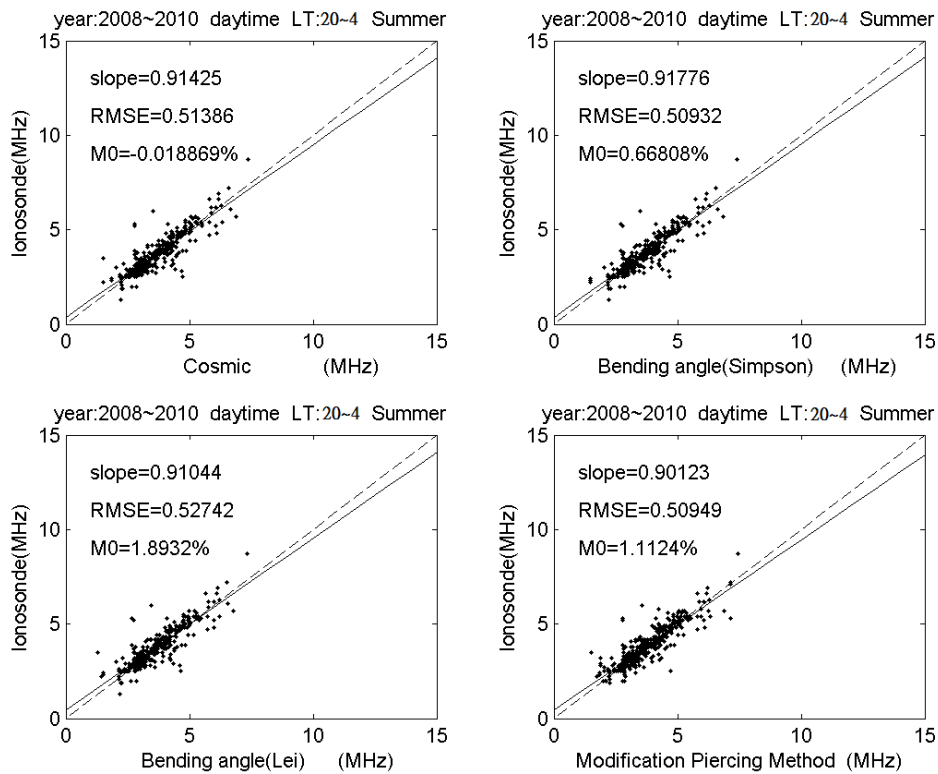 year:2008~2010 daytime LT:20~4 Summer
15
10
5
0
Ionosonde(MHz)
slope=0.91425
RMSE=0.51386
M0=-0.018869%
0 5 10 15
Cosmic (MHz)
year:2008~2010 daytime LT:20~4 Summer
15
10
5
0
Ionosonde(MHz)
slope=0.91776
RMSE=0.50932
M0=0.66808%
0 5 10 15
Bending angle(Simpson) (MHz)
year:2008~2010 daytime LT:20~4 Summer
15
10
5
0
Ionosonde(MHz)
slope=0.91044
RMSE=0.52742
M0=1.8932%
0 5 10 15
Bending angle(Lei) (MHz)
year:2008~2010 daytime LT:20~4 Summer
15
10
5
0
Ionosonde(MHz)
slope=0.90123
RMSE=0.50949
M0=1.1124%
0 5 10 15
Modification Piercing Method (MHz)